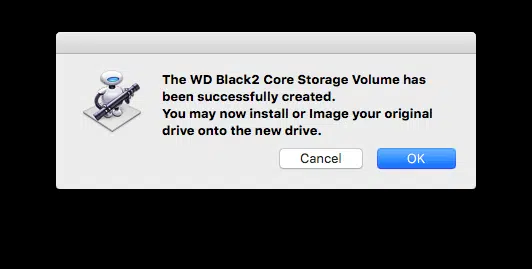 The WD Black2 Core Storage Volume has
been successfully created.
You may now install or Image your original
drive onto the new drive.
Cancel
OK